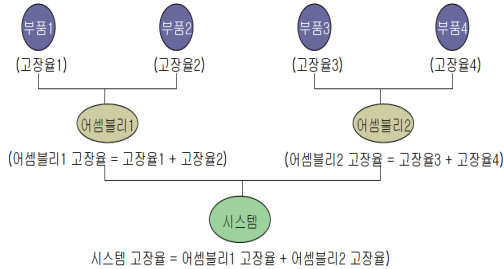 부품1 부품2 부품3 부품4
(고장율1) (고장율2) (고장율3) (고장율4)
어셈블리1 어셈블리2
(어셈블리1 고장율 = 고장율1 + 고장율2) (어셈블리2 고장율 = 고장율3 + 고장율4)
시스템
시스템 고장율 = 어셈블리1 고장율 + 어셈블리2 고장율)